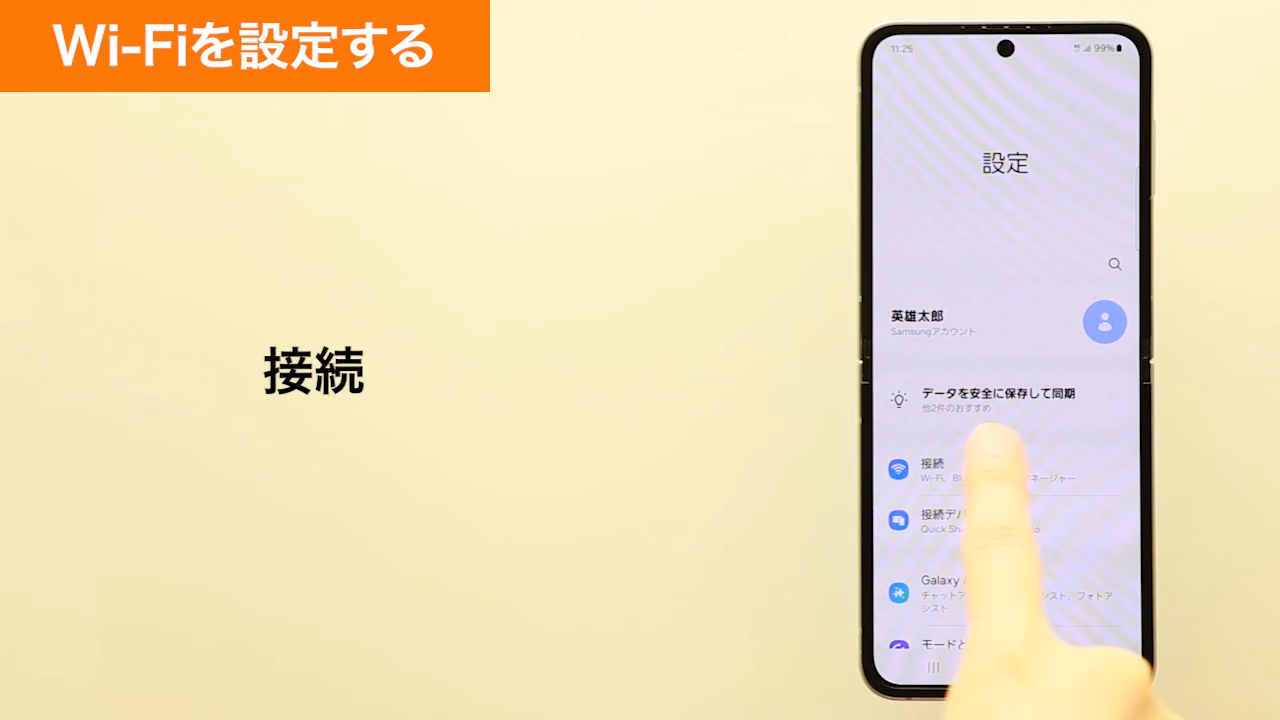 Wi-Fiを設定する
接続
11:25
99%
設定
英雄太郎
Samsungアカウント
データを安全に保存して同期
他2件のおすすめ
接続
Wi-Fi、
ネージャー
接続デバ
Quick Sh
Galaxy
チャットア
シスト、フォトア
シスト
モードと